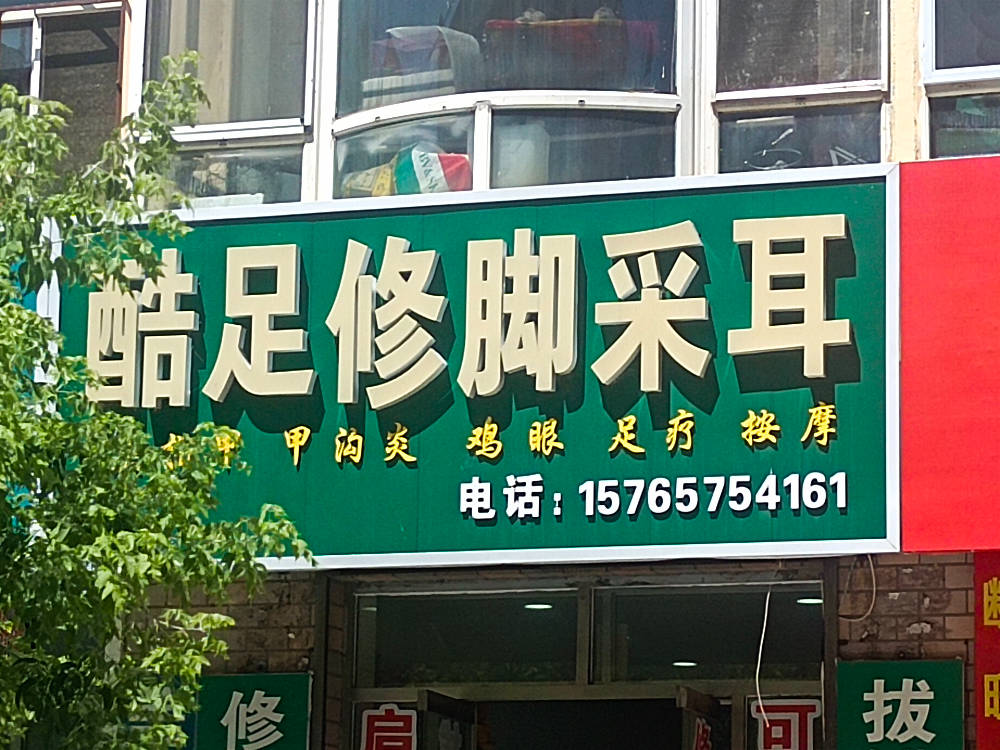 酷足修脚采耳
甲沟炎 鸡眼 足疗 按摩
电话：15765754161
修
启
可
拔